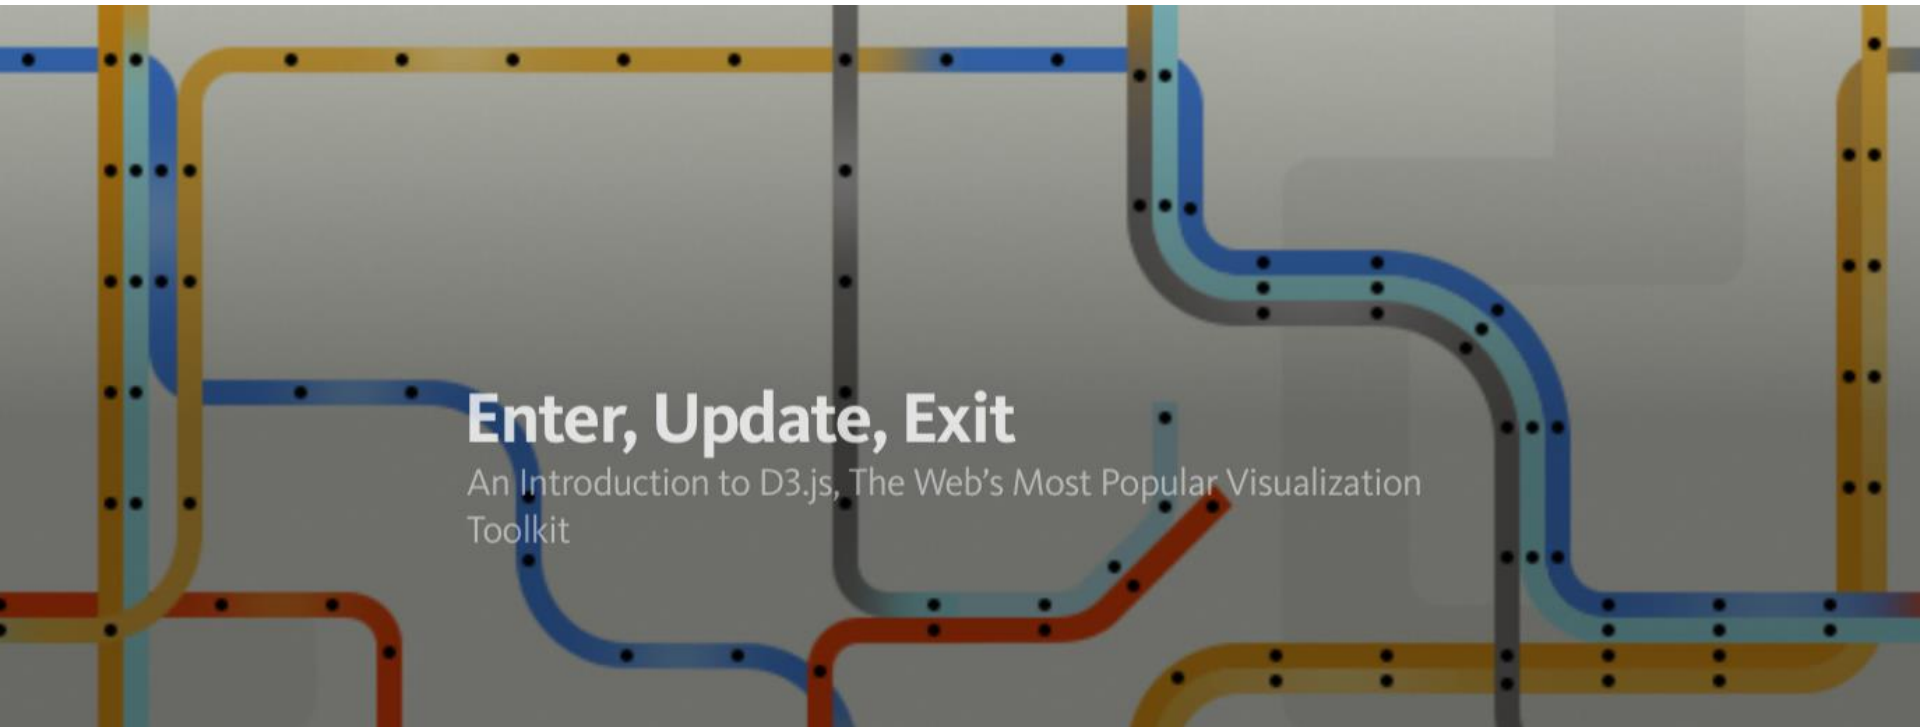 Enter, Update, Exit
An Introduction to D3.js, The Web’s Most Popular Visualization
Toolkit